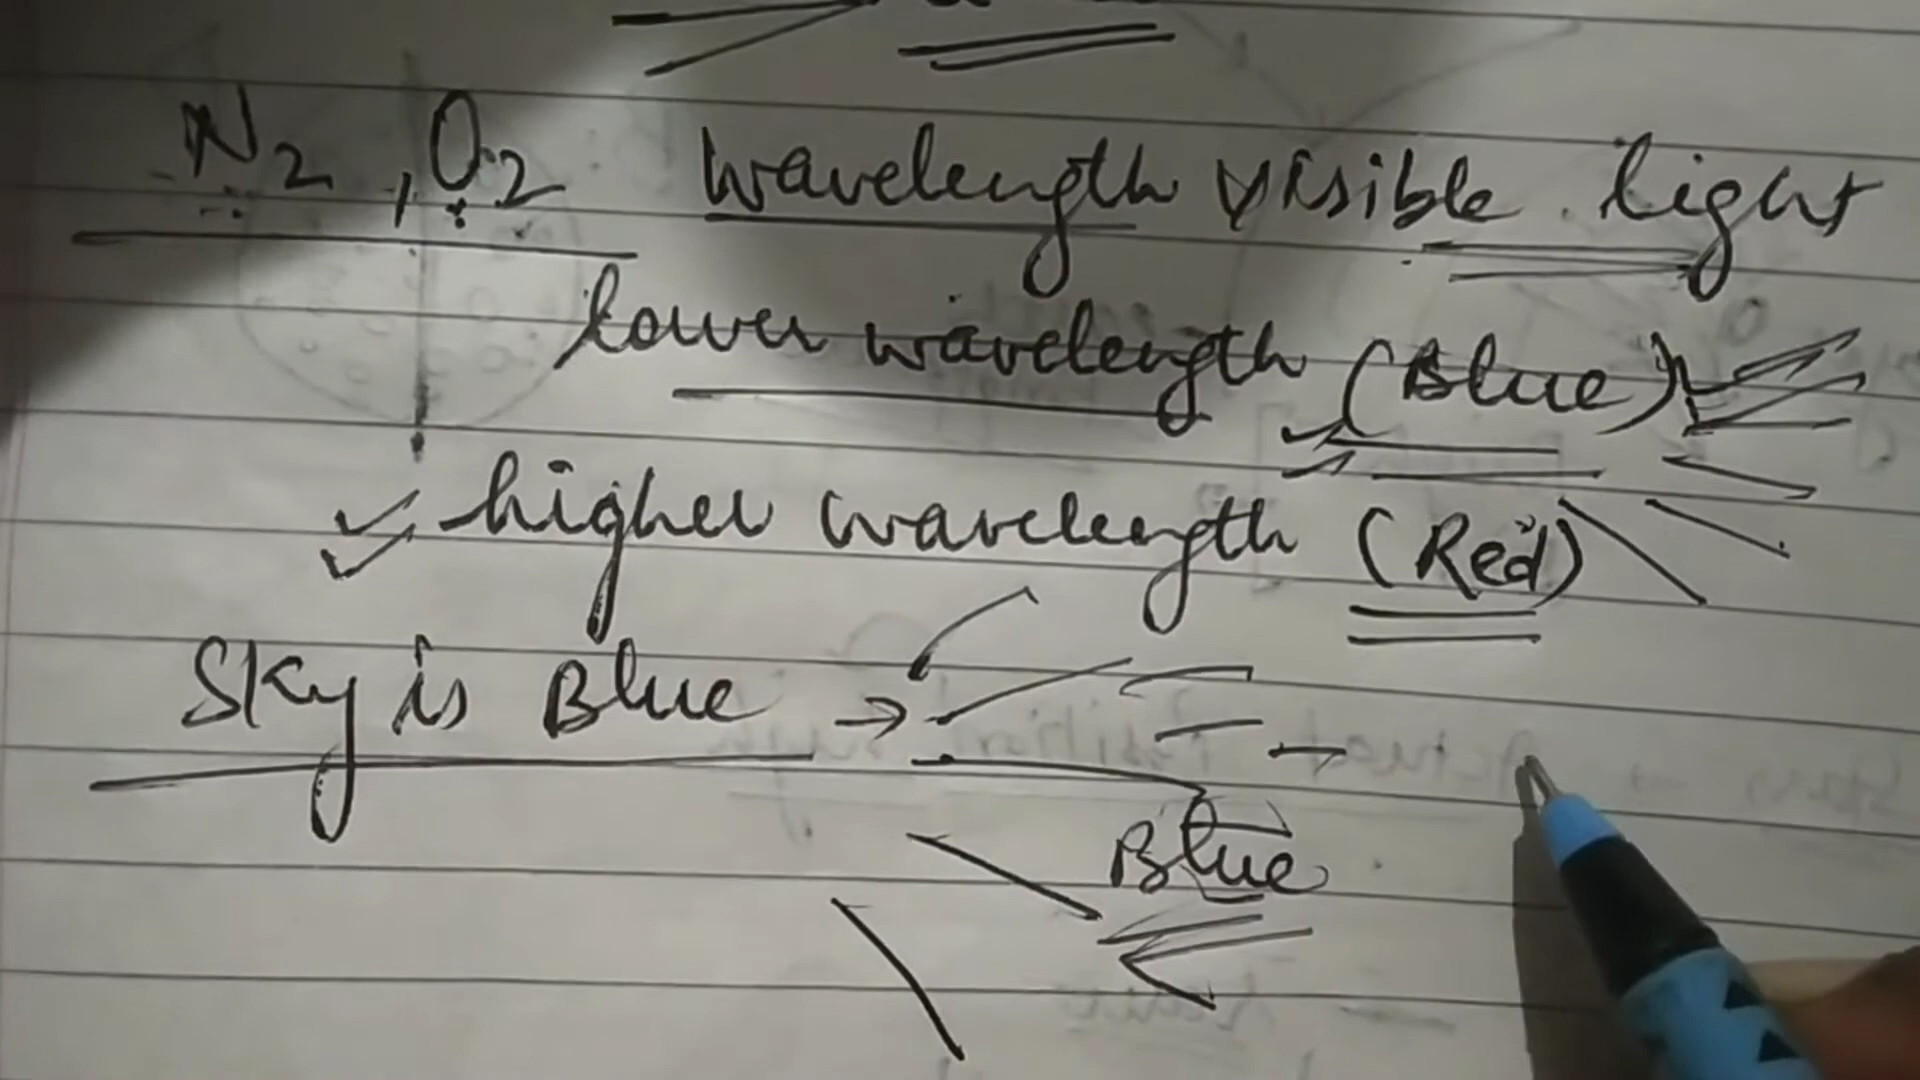 N2, O2 wavelength visible light
lower wavelength (Blue)
higher wavelength (Red)
Sky is Blue →
Blue